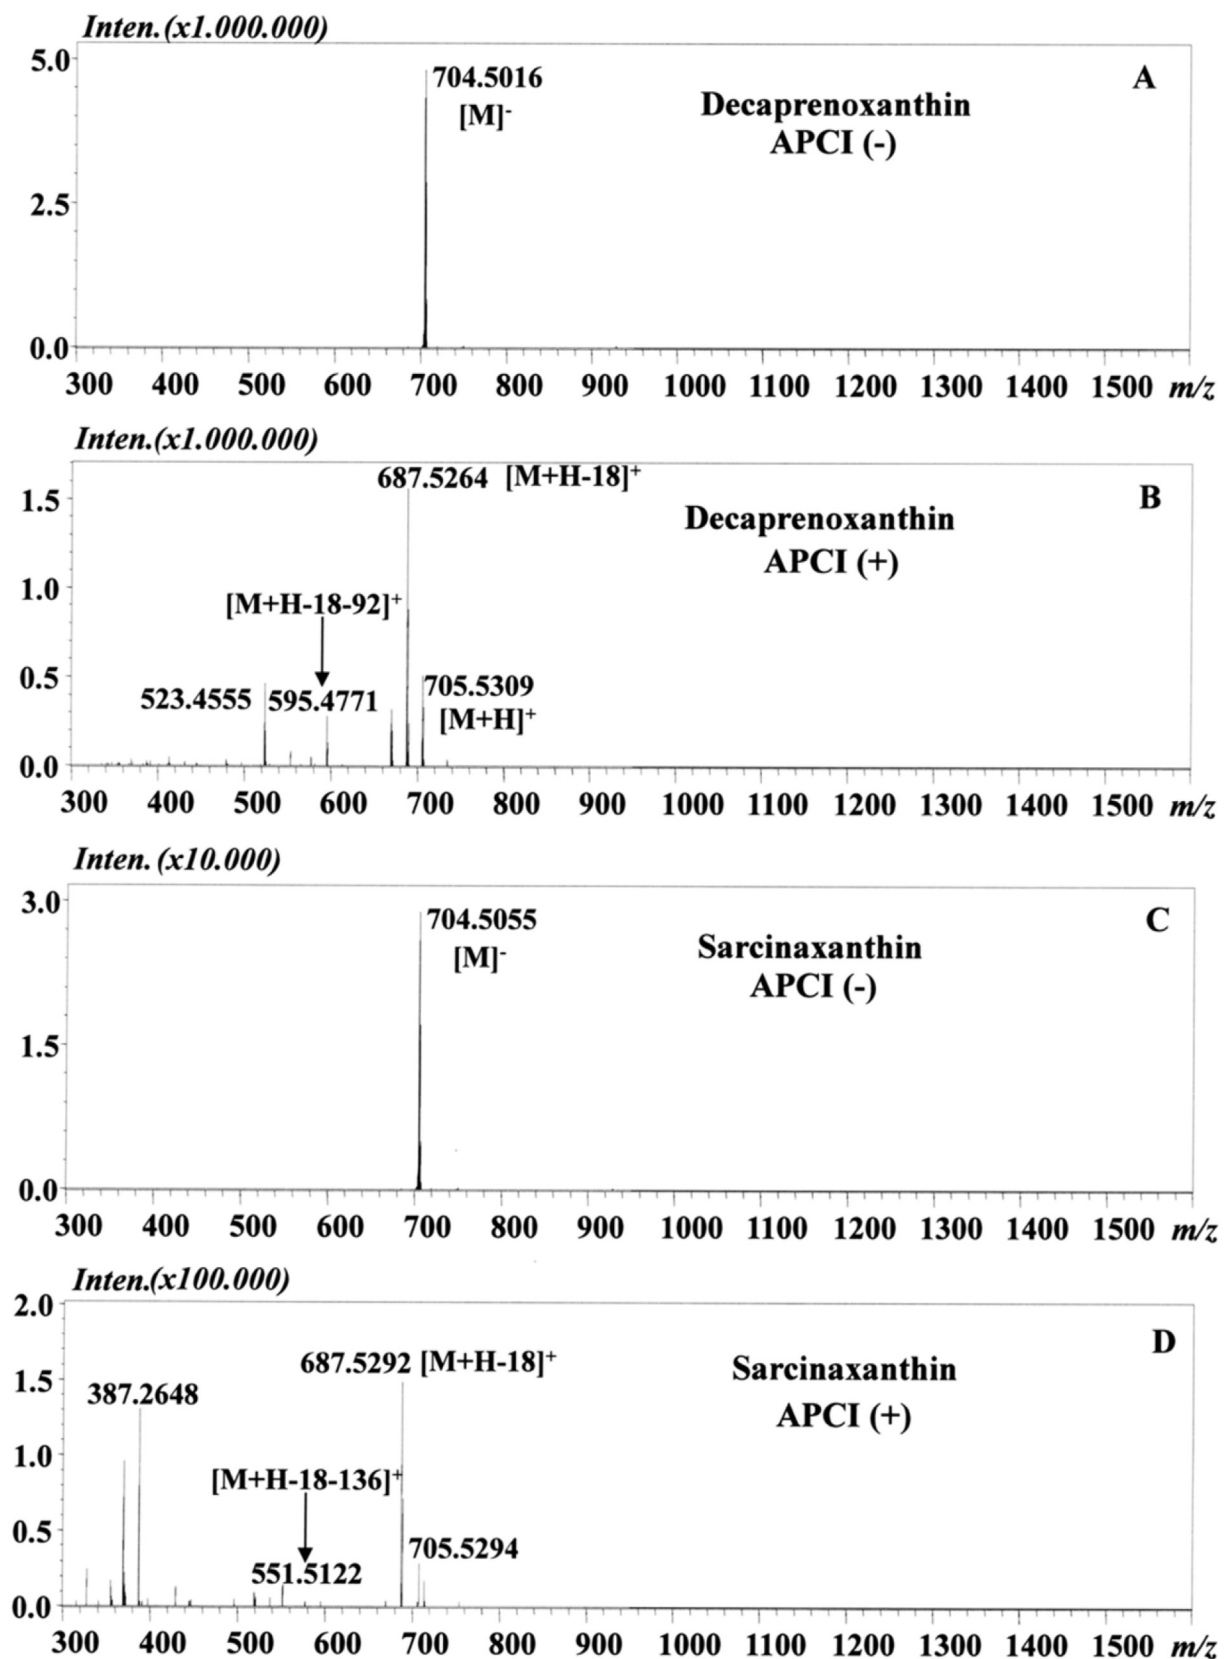 Inten.(x1.000.000)
5.0
704.5016
A
[M]-
Decaprenoxanthin
APCI (-)
2.5
0.0
300 400 500 600 700 800 900 1000 1100 1200 1300 1400 1500 m/z
Inten.(x1.000.000)
687.5264 [M+H-18]+
B
1.5
Decaprenoxanthin
APCI (+)
1.0
[M+H-18-92]+
0.5
523.4555 595.4771 705.5309
[M+H]+
0.0
300 400 500 600 700 800 900 1000 1100 1200 1300 1400 1500 m/z
Inten.(x10.000)
3.0
704.5055
C
[M]-
Sarcinaxanthin
APCI (-)
1.5
0.0
300 400 500 600 700 800 900 1000 1100 1200 1300 1400 1500 m/z
Inten.(x100.000)
2.0
D
687.5292 [M+H-18]+
Sarcinaxanthin
1.5
387.2648
APCI (+)
1.0
[M+H-18-136]+
0.5
705.5294
551.5122
0.0
300 400 500 600 700 800 900 1000 1100 1200 1300 1400 1500 m/z